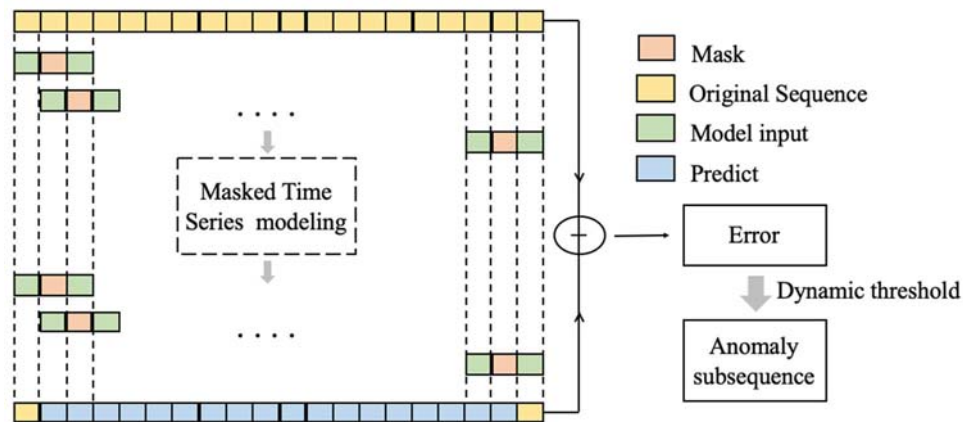 Mask
Original Sequence
Model input
Predict
. . . .
Masked Time
Series modeling
. . . .
Error
Dynamic threshold
Anomaly
subsequence